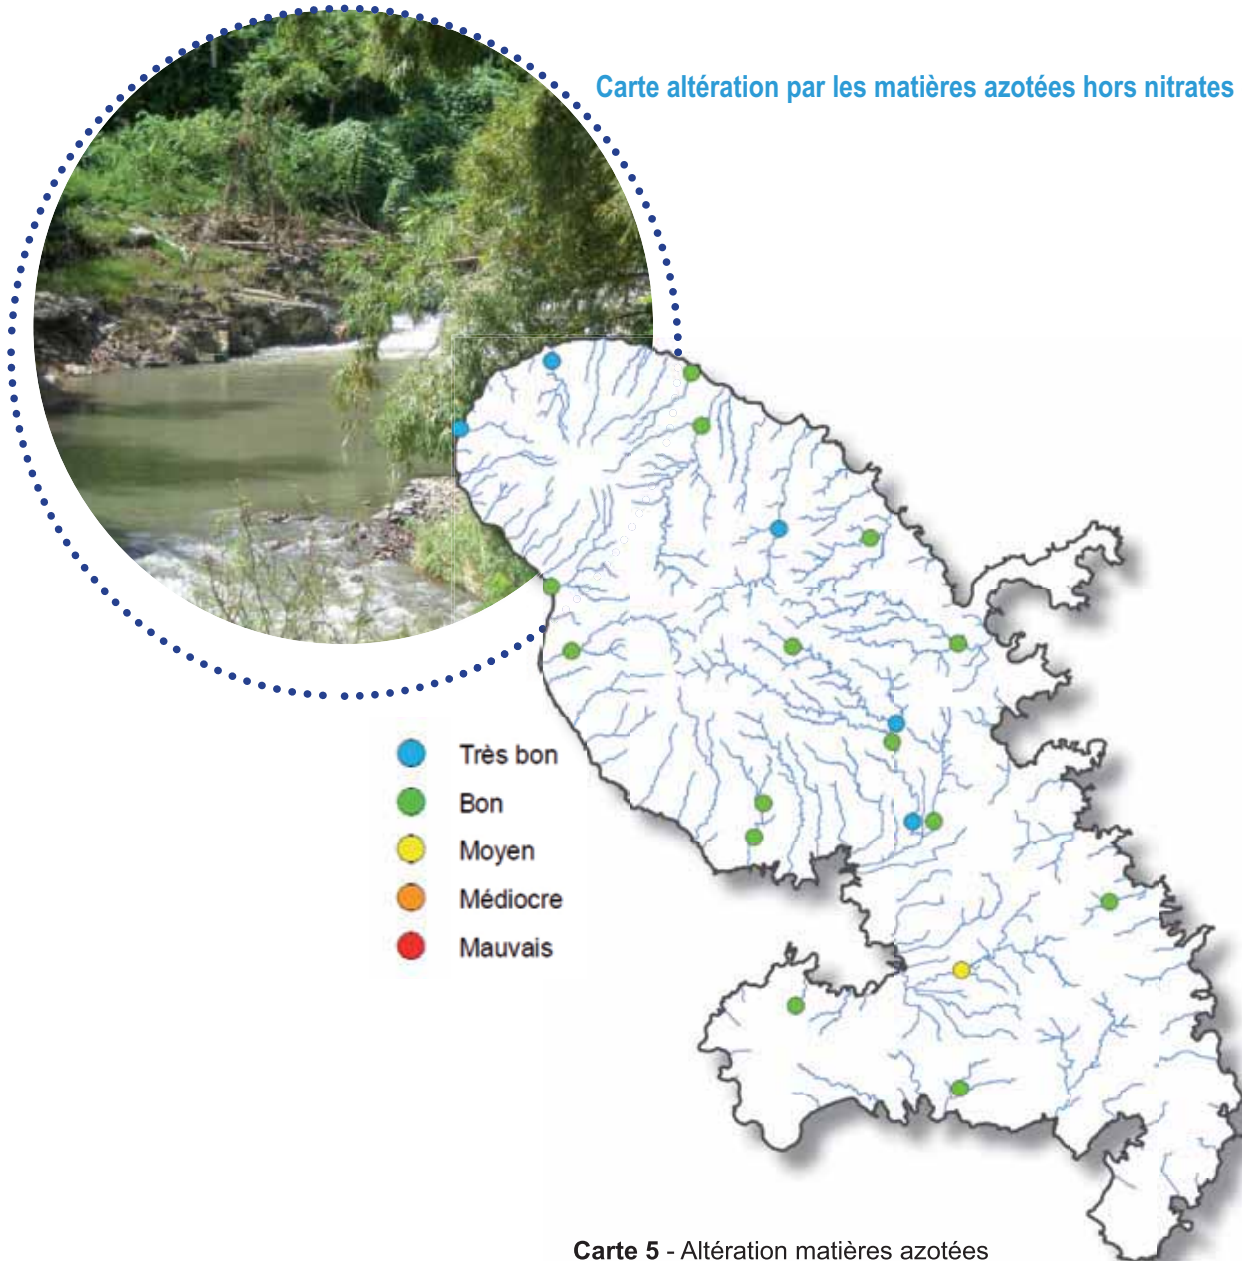 Carte altération par les matières azotées hors nitrates
Très bon
Bon
Moyen
Médiocre
Mauvais
Carte 5 - Altération matières azotées